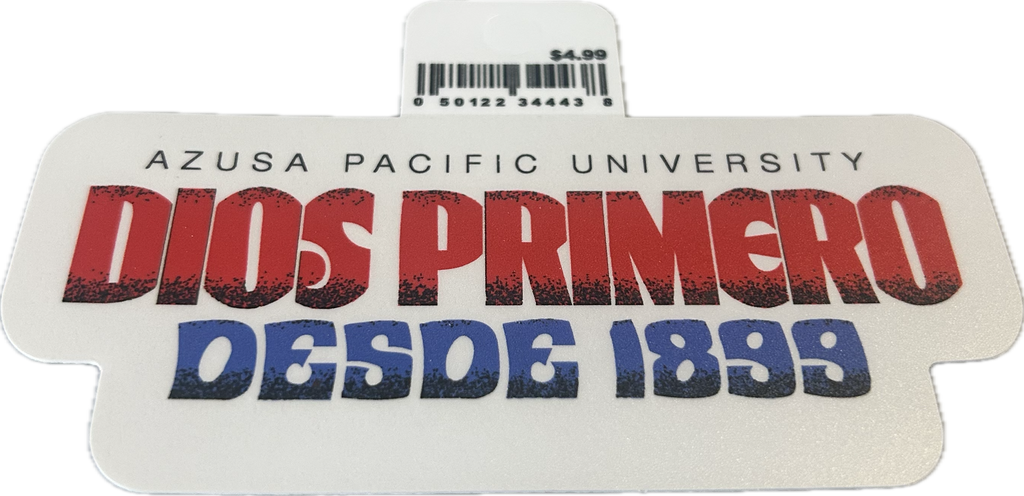 $4.99
0 50122 34443 8
AZUSA PACIFIC UNIVERSITY
DIOS PRIMERO
DESDE 1899